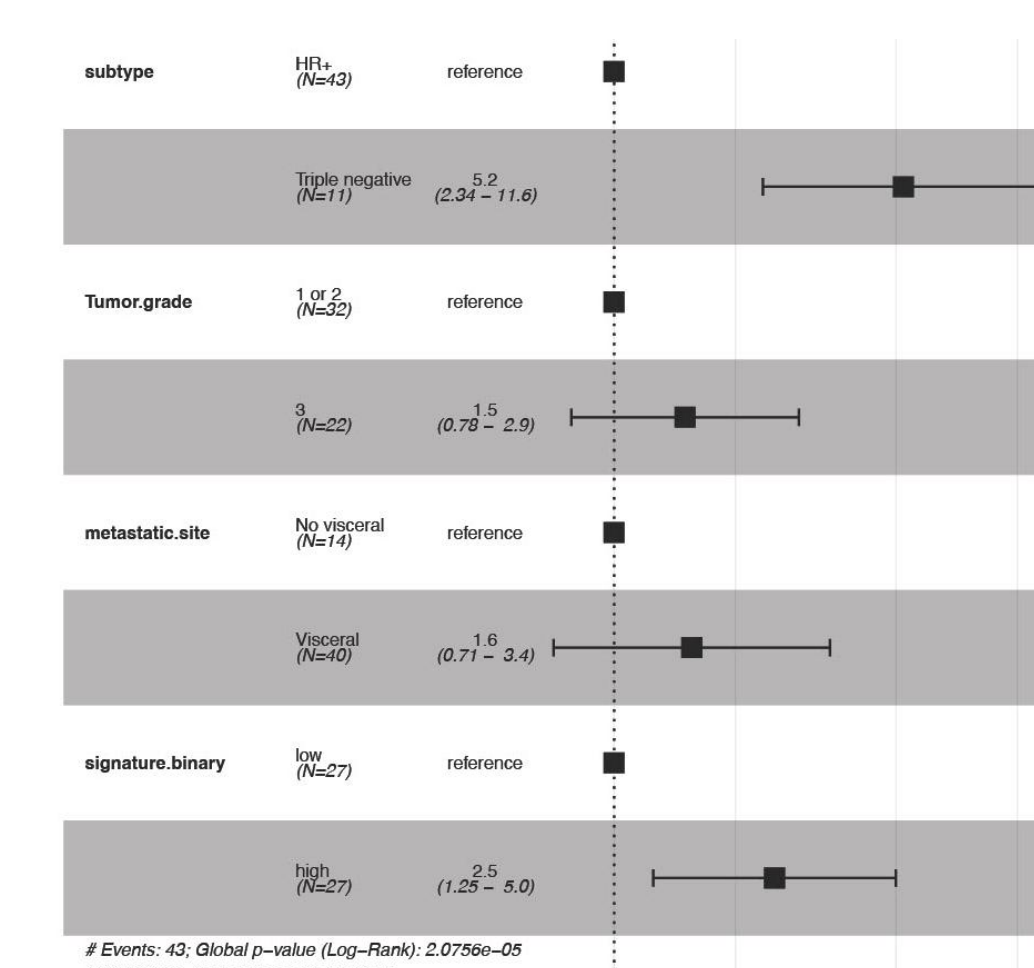 subtype HR+ reference
(N=43)
Triple negative 5.2
(N=11) (2.34 – 11.6)
Tumor.grade 1 or 2 reference
(N=32)
3 1.5
(N=22) (0.78 – 2.9)
metastatic.site No visceral reference
(N=14)
Visceral 1.6
(N=40) (0.71 – 3.4)
signature.binary low reference
(N=27)
high 2.5
(N=27) (1.25 – 5.0)
# Events: 43; Global p–value (Log–Rank): 2.0756e–05